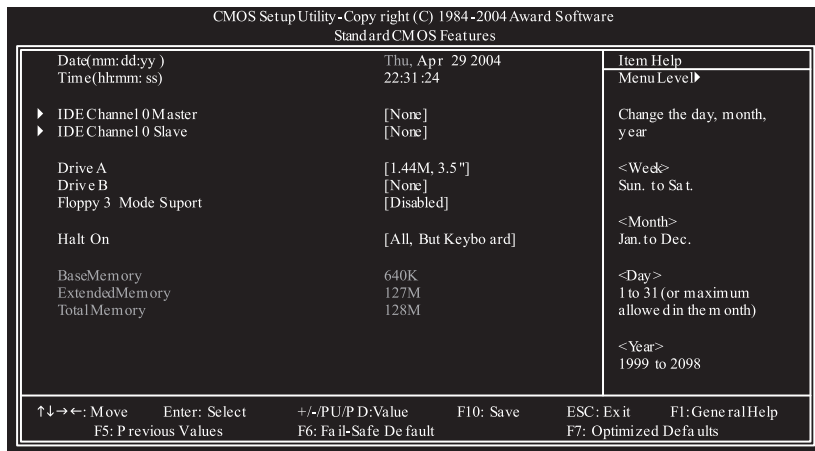 CMOS Setup Utility-Copy right (C) 1984-2004 Award Software
Standard CMOS Features
Date(mm:dd:yy) Thu, Apr 29 2004
Time(hh:mm:ss) 22:31:24
IDE Channel 0 Master [None]
IDE Channel 0 Slave [None]
Drive A [1.44M, 3.5"]
Drive B [None]
Floppy 3 Mode Suport [Disabled]
Halt On [All, But Keyboard]
BaseMemory 640K
ExtendedMemory 127M
Total Memory 128M
Item Help
Menu Level▶
Change the day, month,
year
<Week>
Sun. to Sat.
<Month>
Jan. to Dec.
<Day>
1 to 31 (or maximum
allowed in the month)
<Year>
1999 to 2098
↑↓→←: Move Enter: Select +/-/PU/PD:Value F10: Save ESC: Exit F1:General Help
F5: Previous Values F6: Fail-Safe Default F7: Optimized Defaults